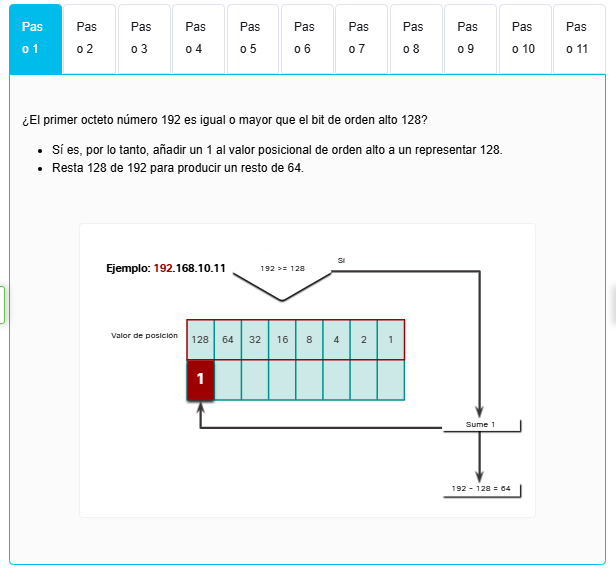 Pas Pas Pas Pas Pas Pas Pas Pas Pas Pas Pas
o 1 o 2 o 3 o 4 o 5 o 6 o 7 o 8 o 9 o 10 o 11
¿El primer octeto número 192 es igual o mayor que el bit de orden alto 128?
Sí es, por lo tanto, añadir un 1 al valor posicional de orden alto a un representar 128.
Resta 128 de 192 para producir un resto de 64.
Ejemplo: 192.168.10.11
192 >= 128
Sí
Valor de posición
128 64 32 16 8 4 2 1
1
Sume 1
192 - 128 = 64